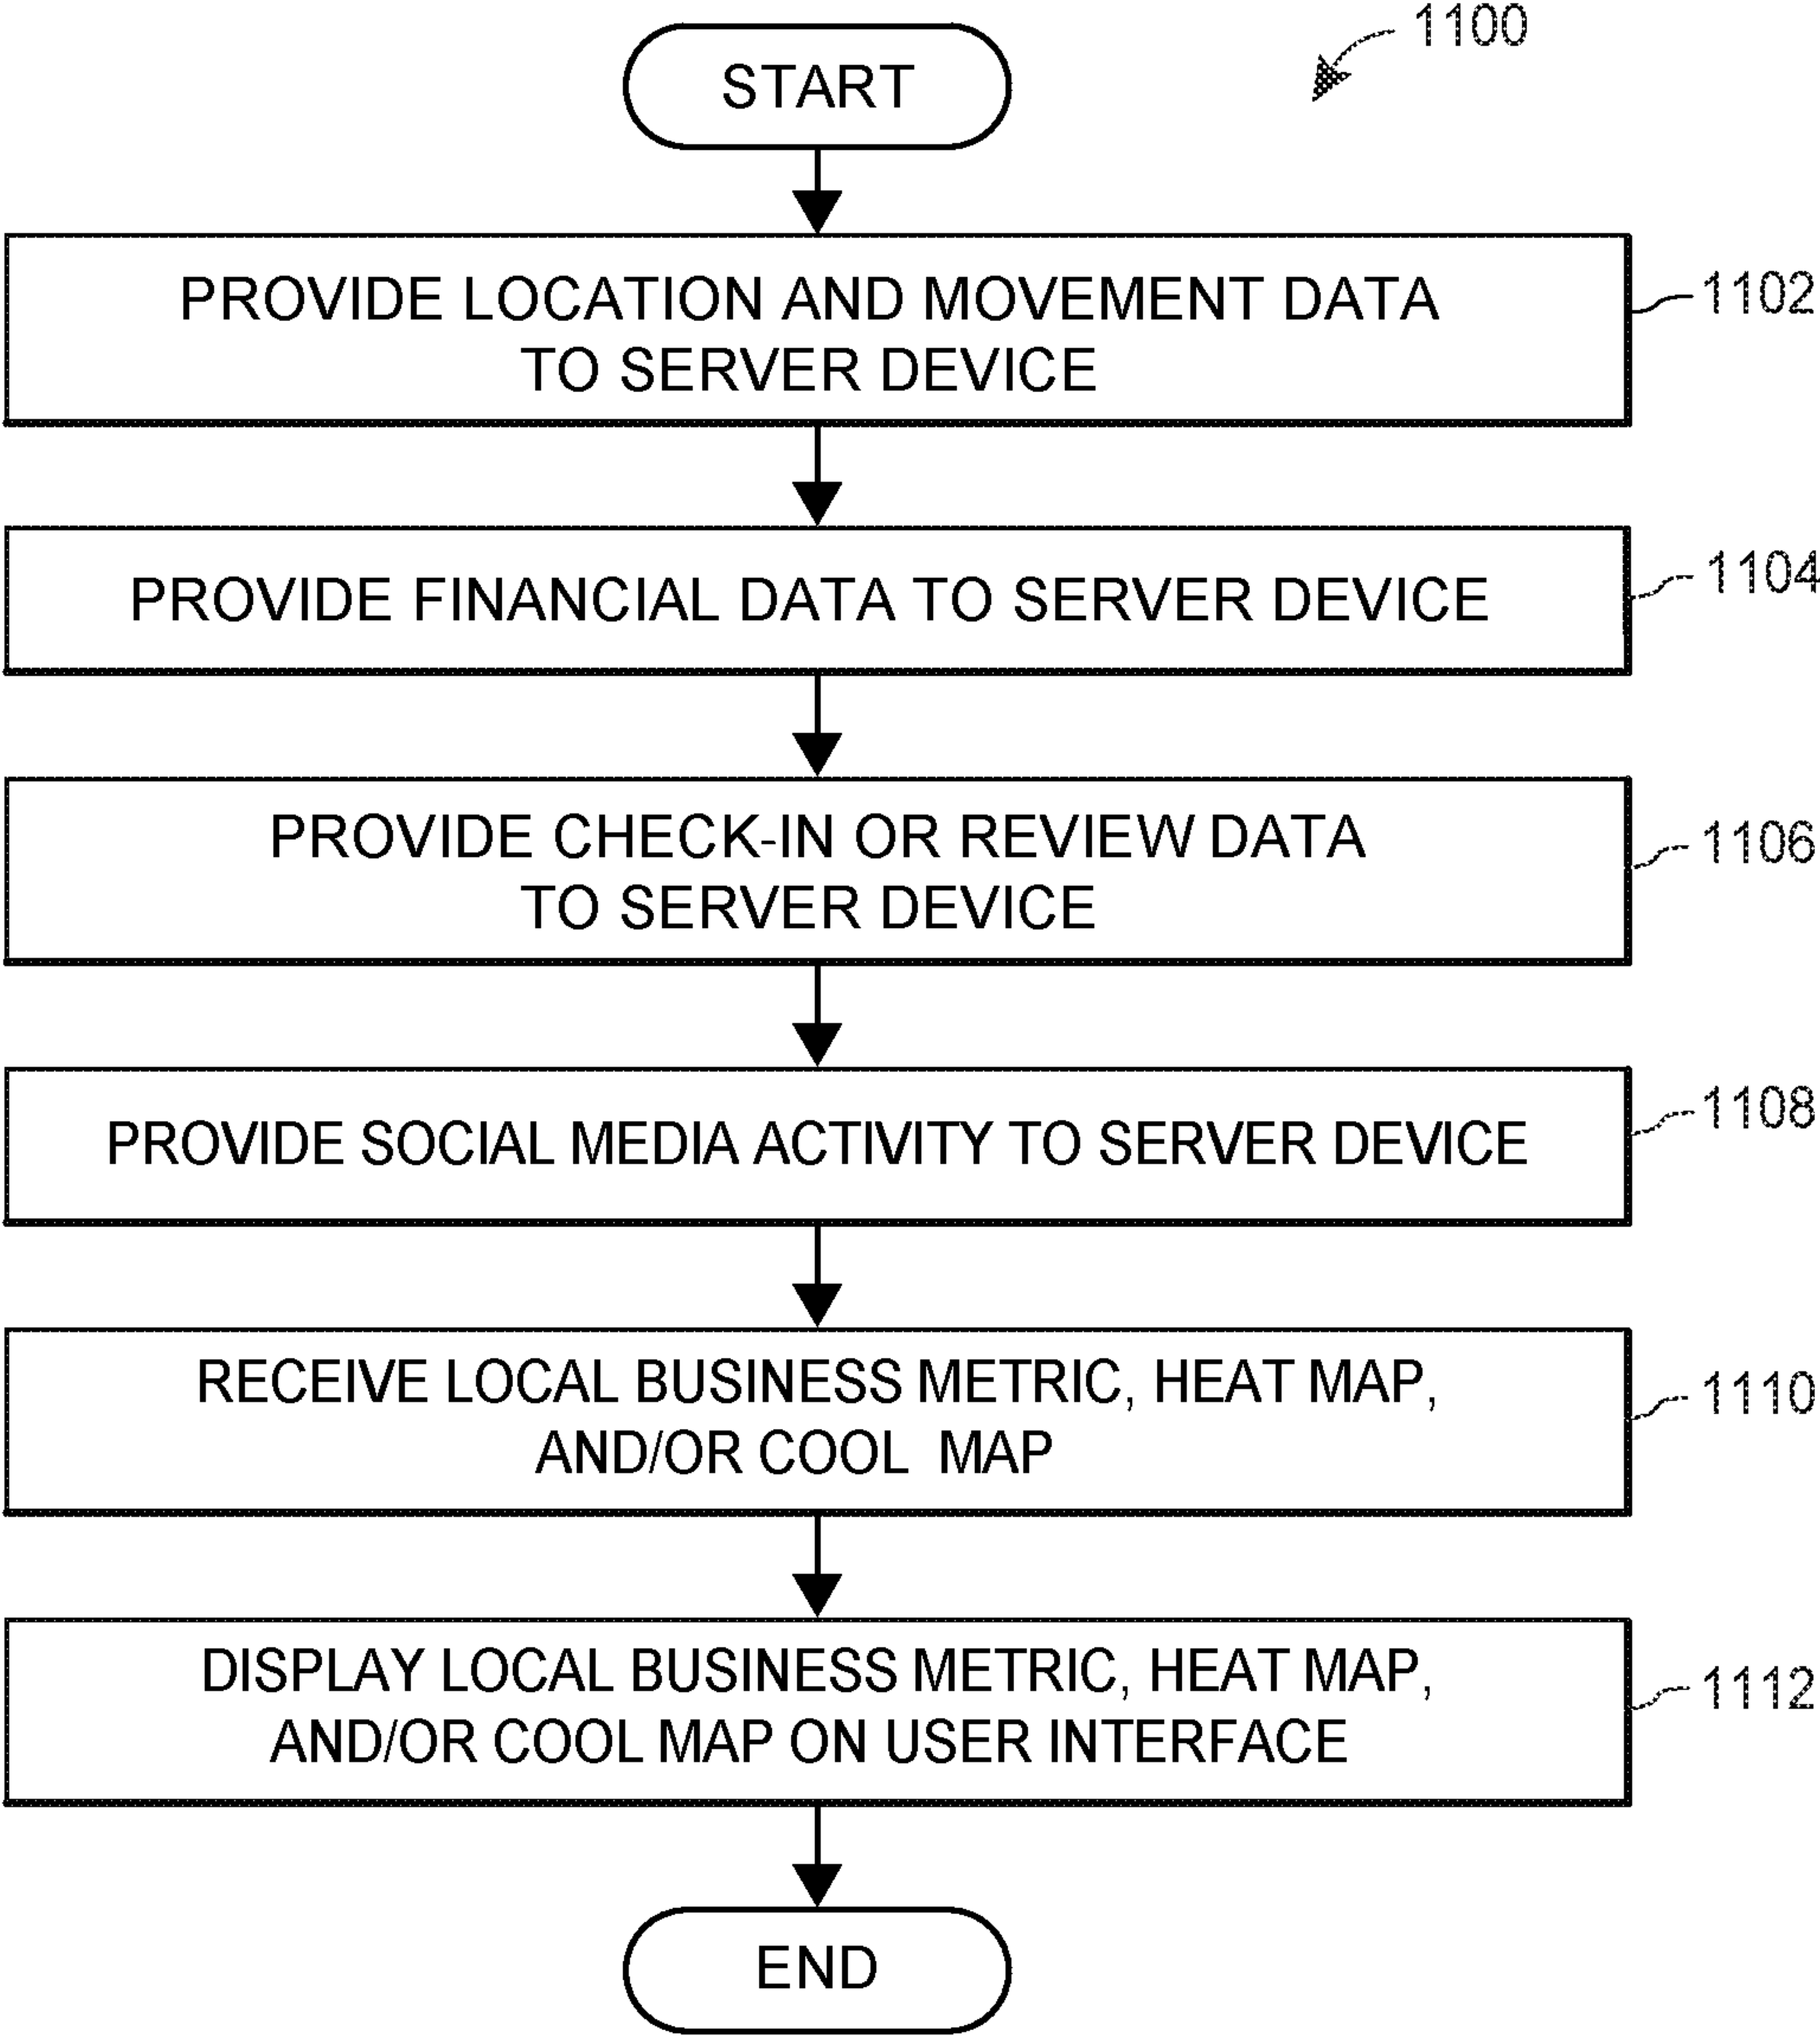 START
1100
PROVIDE LOCATION AND MOVEMENT DATA
TO SERVER DEVICE
1102
PROVIDE FINANCIAL DATA TO SERVER DEVICE
1104
PROVIDE CHECK-IN OR REVIEW DATA
TO SERVER DEVICE
1106
PROVIDE SOCIAL MEDIA ACTIVITY TO SERVER DEVICE
1108
RECEIVE LOCAL BUSINESS METRIC, HEAT MAP,
AND/OR COOL MAP
1110
DISPLAY LOCAL BUSINESS METRIC, HEAT MAP,
AND/OR COOL MAP ON USER INTERFACE
1112
END